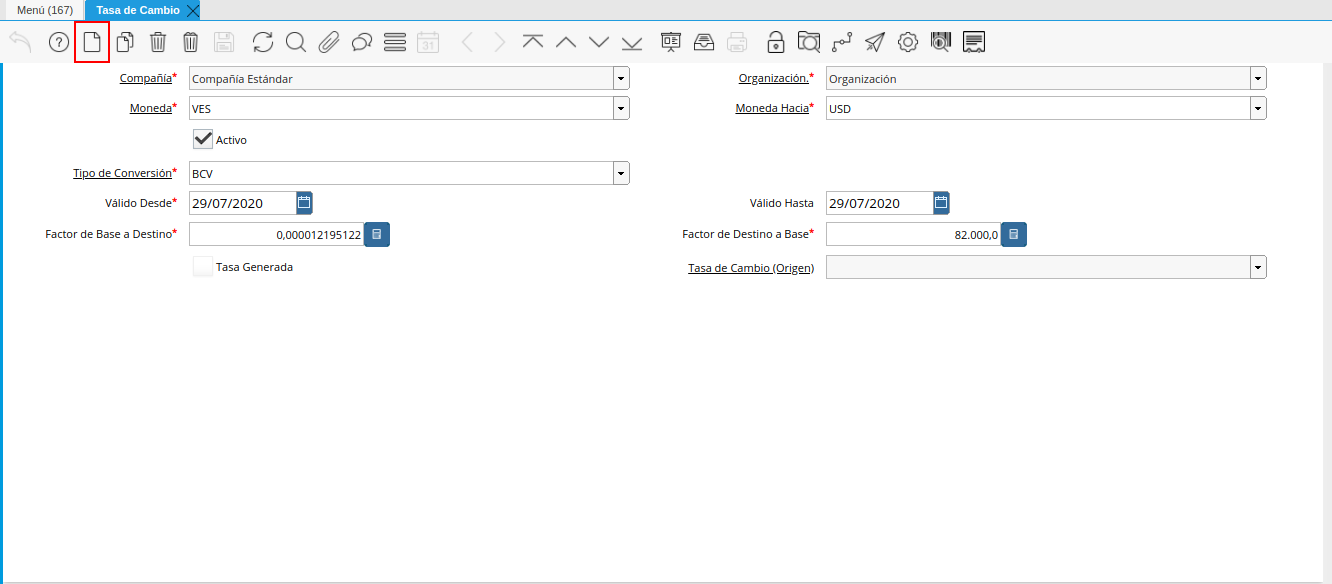 Menú (167) Tasa de Cambio
31
Compañía* Compañía Estándar Organización.* Organización
Moneda* VES Moneda Hacia* USD
Activo
Tipo de Conversión* BCV
Válido Desde* 29/07/2020 Válido Hasta 29/07/2020
Factor de Base a Destino* 0,000012195122 Factor de Destino a Base* 82.000,0
Tasa Generada Tasa de Cambio (Origen)